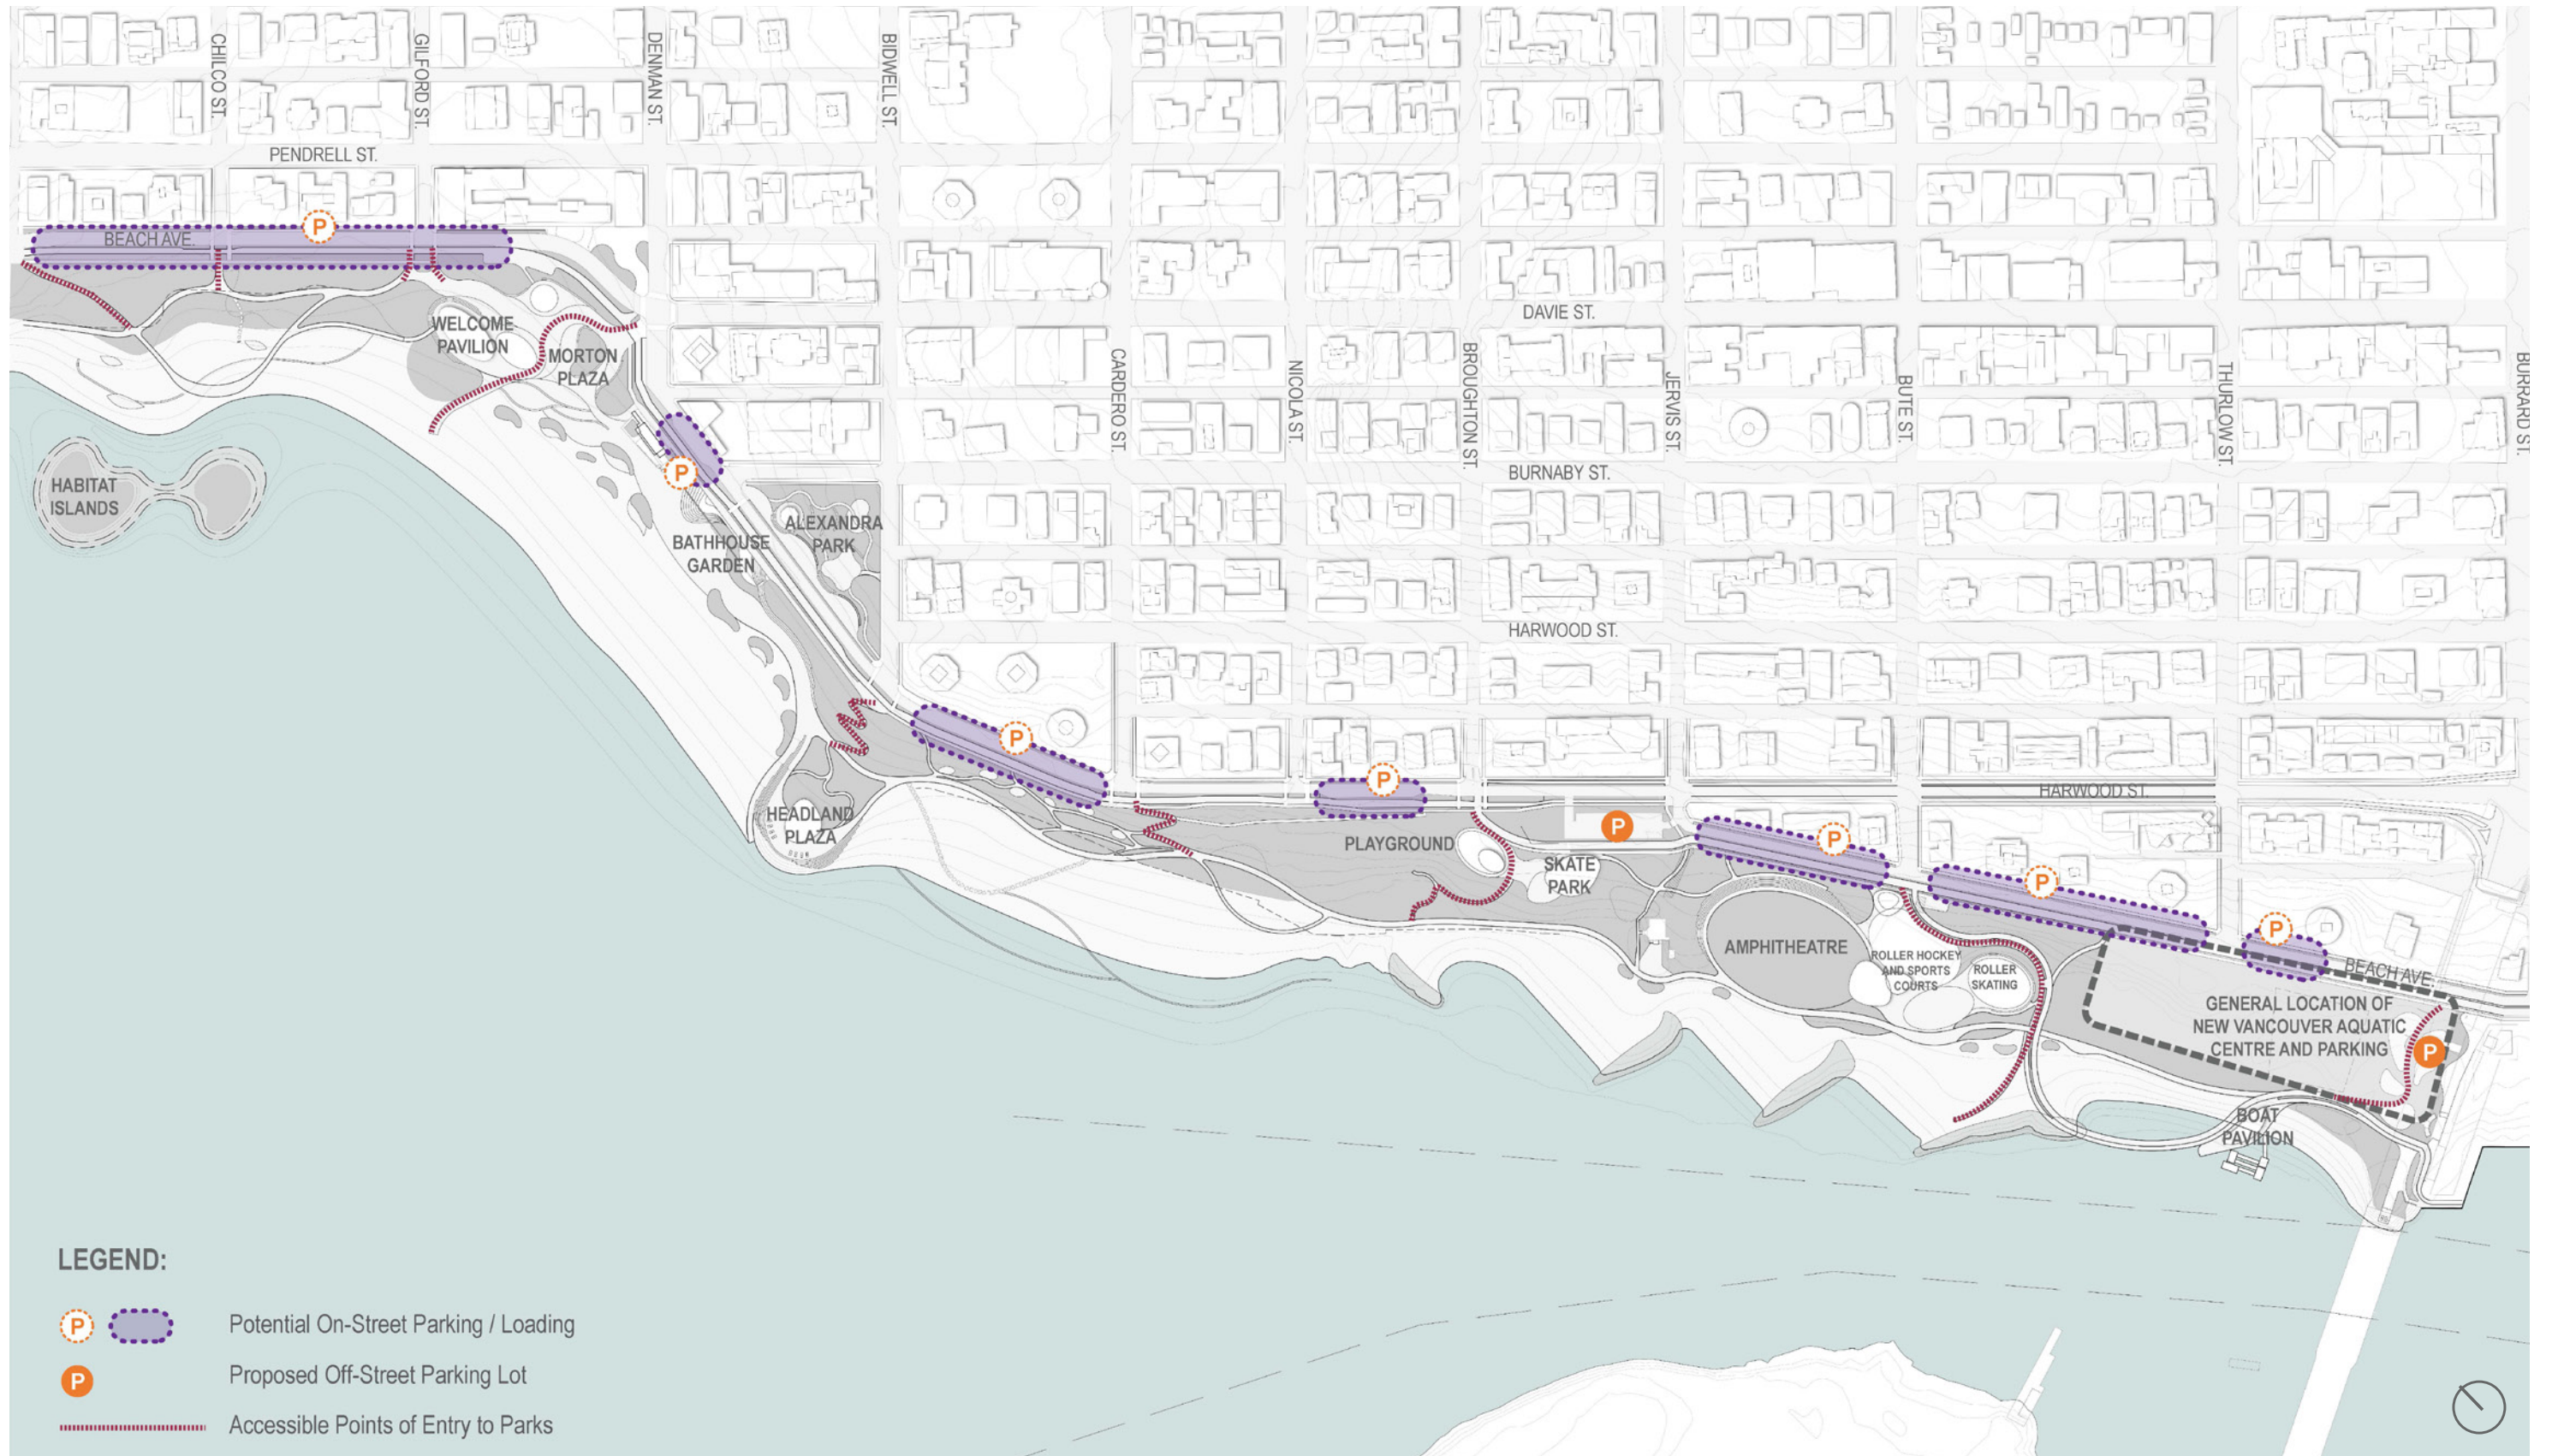 CHILCO ST.
GILFORD ST.
DENMAN ST.
BIDWELL ST.
PENDRELL ST.
P
BEACH AVE.
WELCOME
PAVILION
MORTON
PLAZA
DAVIE ST.
CARDERO ST.
NICOLA ST.
BROUGHTON ST.
JERVIS ST.
BUTE ST.
THURLOW ST.
BURRARD ST.
P
HABITAT
ISLANDS
BURNABY ST.
ALEXANDRA
PARK
BATHHOUSE
GARDEN
HARWOOD ST.
P
P
HARWOOD ST.
HEADLAND
PLAZA
P
P
PLAYGROUND
SKATE
PARK
P
P
AMPHITHEATRE
ROLLER HOCKEY
AND SPORTS
COURTS
ROLLER
SKATING
BEACH AVE.
GENERAL LOCATION OF
NEW VANCOUVER AQUATIC
CENTRE AND PARKING
P
BOAT
PAVILION
LEGEND:
P Potential On-Street Parking / Loading
P Proposed Off-Street Parking Lot
Accessible Points of Entry to Parks